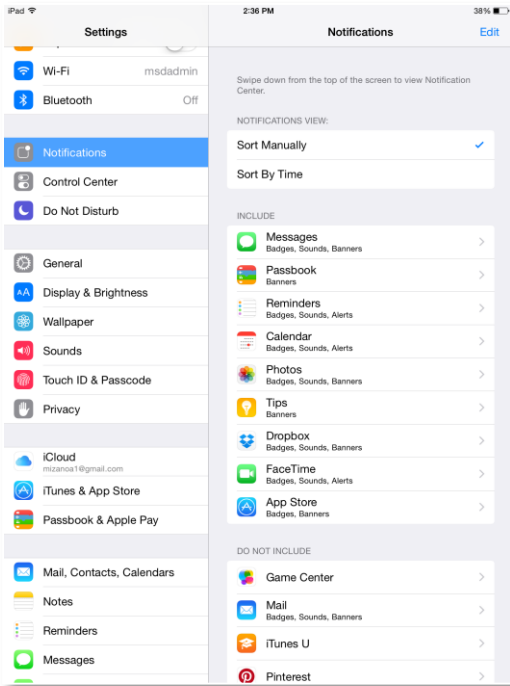 iPad
2:36 PM
38%
Settings
Wi-Fi
msdadmin
Bluetooth
Off
Notifications
Control Center
Do Not Disturb
General
Display & Brightness
Wallpaper
Sounds
Touch ID & Passcode
Privacy
iCloud
mizanoa1@gmail.com
iTunes & App Store
Passbook & Apple Pay
Mail, Contacts, Calendars
Notes
Reminders
Messages
Notifications
Edit
Swipe down from the top of the screen to view Notification
Center.
NOTIFICATIONS VIEW:
Sort Manually
Sort By Time
INCLUDE
Messages
Badges, Sounds, Banners
Passbook
Banners
Reminders
Badges, Sounds, Alerts
Calendar
Badges, Sounds, Alerts
Photos
Badges, Sounds, Banners
Tips
Banners
Dropbox
Badges, Sounds, Banners
FaceTime
Badges, Sounds, Alerts
App Store
Badges, Banners
DO NOT INCLUDE
Game Center
Mail
Badges, Sounds, Banners
iTunes U
Pinterest